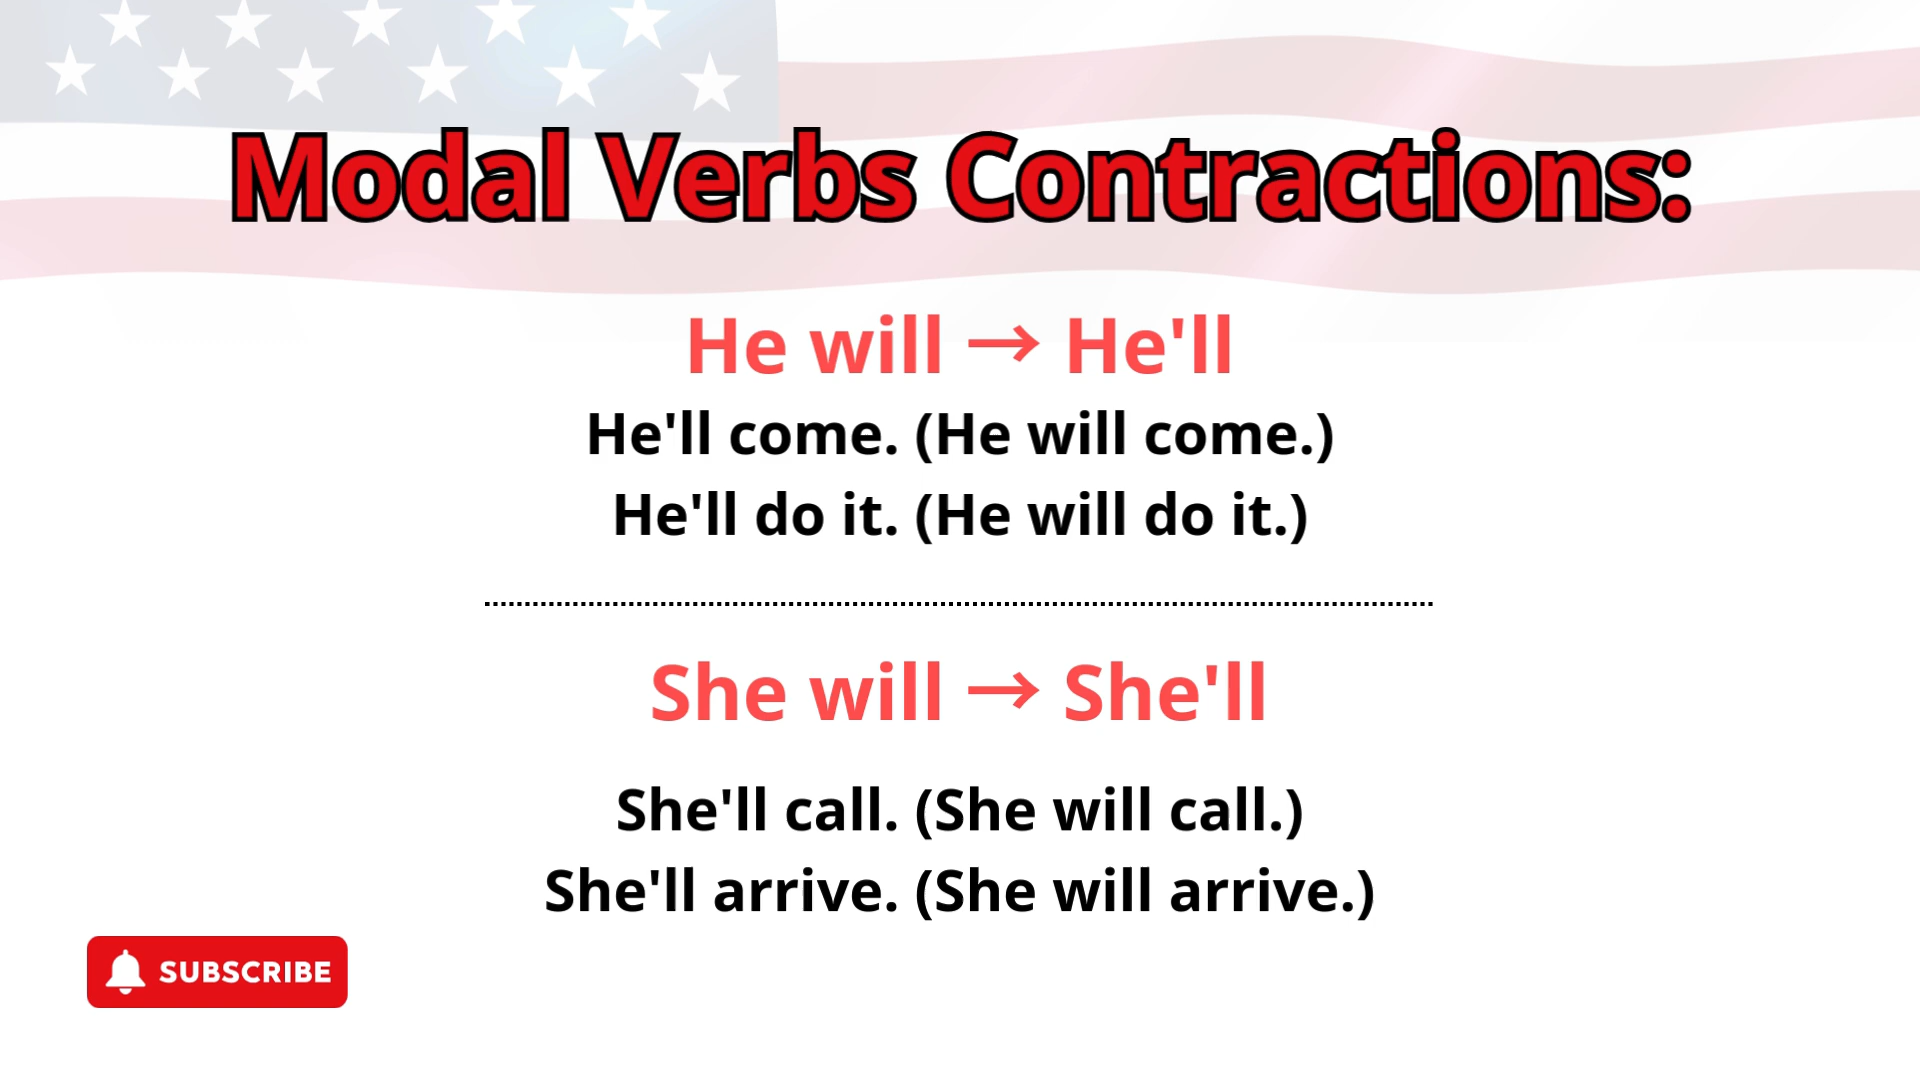 Modal Verbs Contractions:
He will → He'll
He'll come. (He will come.)
He'll do it. (He will do it.)
She will → She'll
She'll call. (She will call.)
She'll arrive. (She will arrive.)
SUBSCRIBE